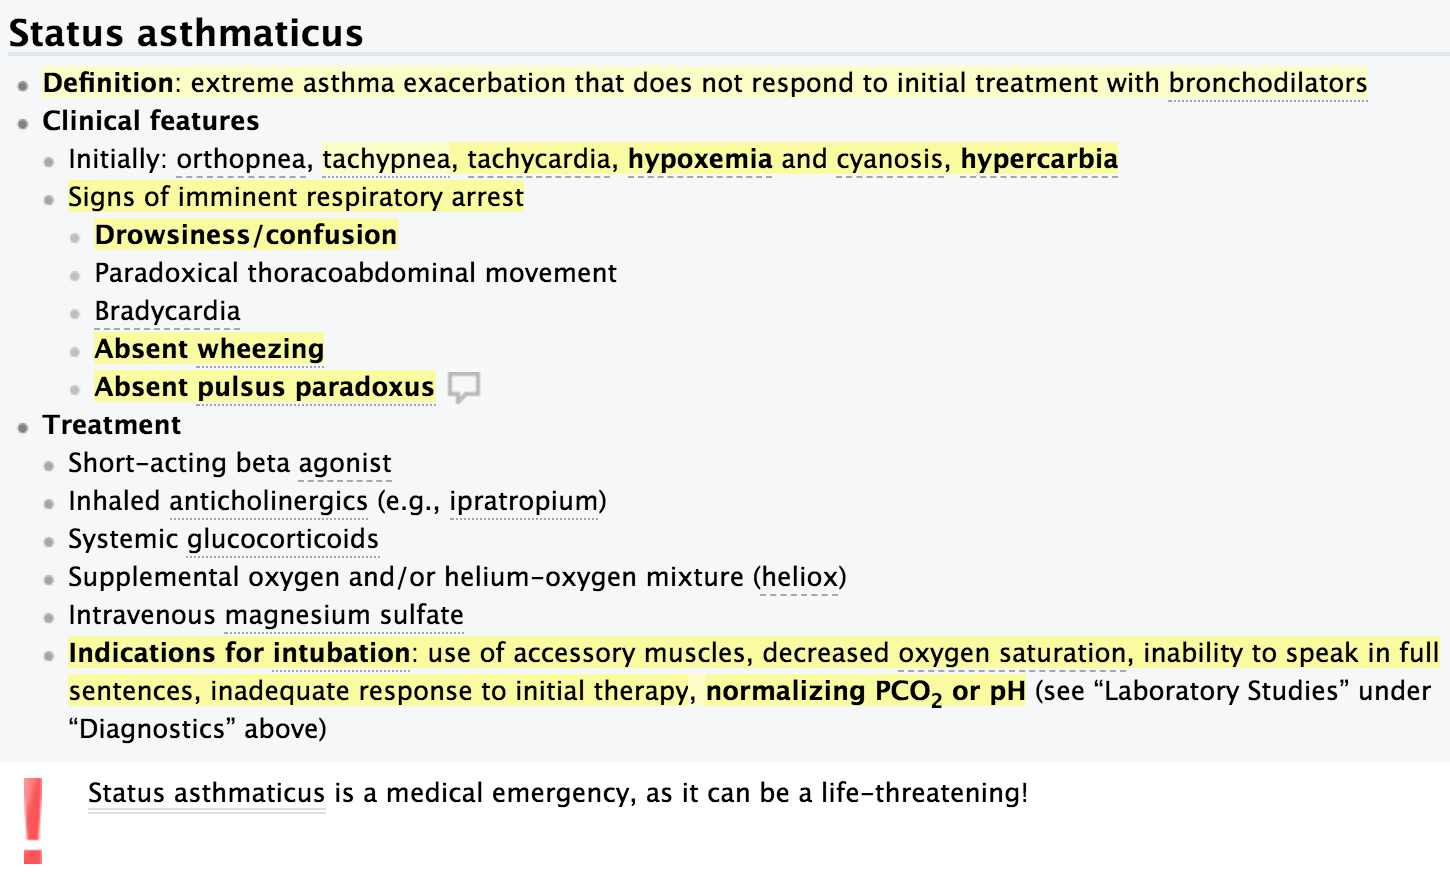 Status asthmaticus
Definition: extreme asthma exacerbation that does not respond to initial treatment with bronchodilators
Clinical features
Initially: orthopnea, tachypnea, tachycardia, hypoxemia and cyanosis, hypercarbia
Signs of imminent respiratory arrest
Drowsiness/confusion
Paradoxical thoracoabdominal movement
Bradycardia
Absent wheezing
Absent pulsus paradoxus
Treatment
Short-acting beta agonist
Inhaled anticholinergics (e.g., ipratropium)
Systemic glucocorticoids
Supplemental oxygen and/or helium-oxygen mixture (heliox)
Intravenous magnesium sulfate
Indications for intubation: use of accessory muscles, decreased oxygen saturation, inability to speak in full
sentences, inadequate response to initial therapy, normalizing PCO₂ or pH (see “Laboratory Studies” under
“Diagnostics” above)
Status asthmaticus is a medical emergency, as it can be a life-threatening!